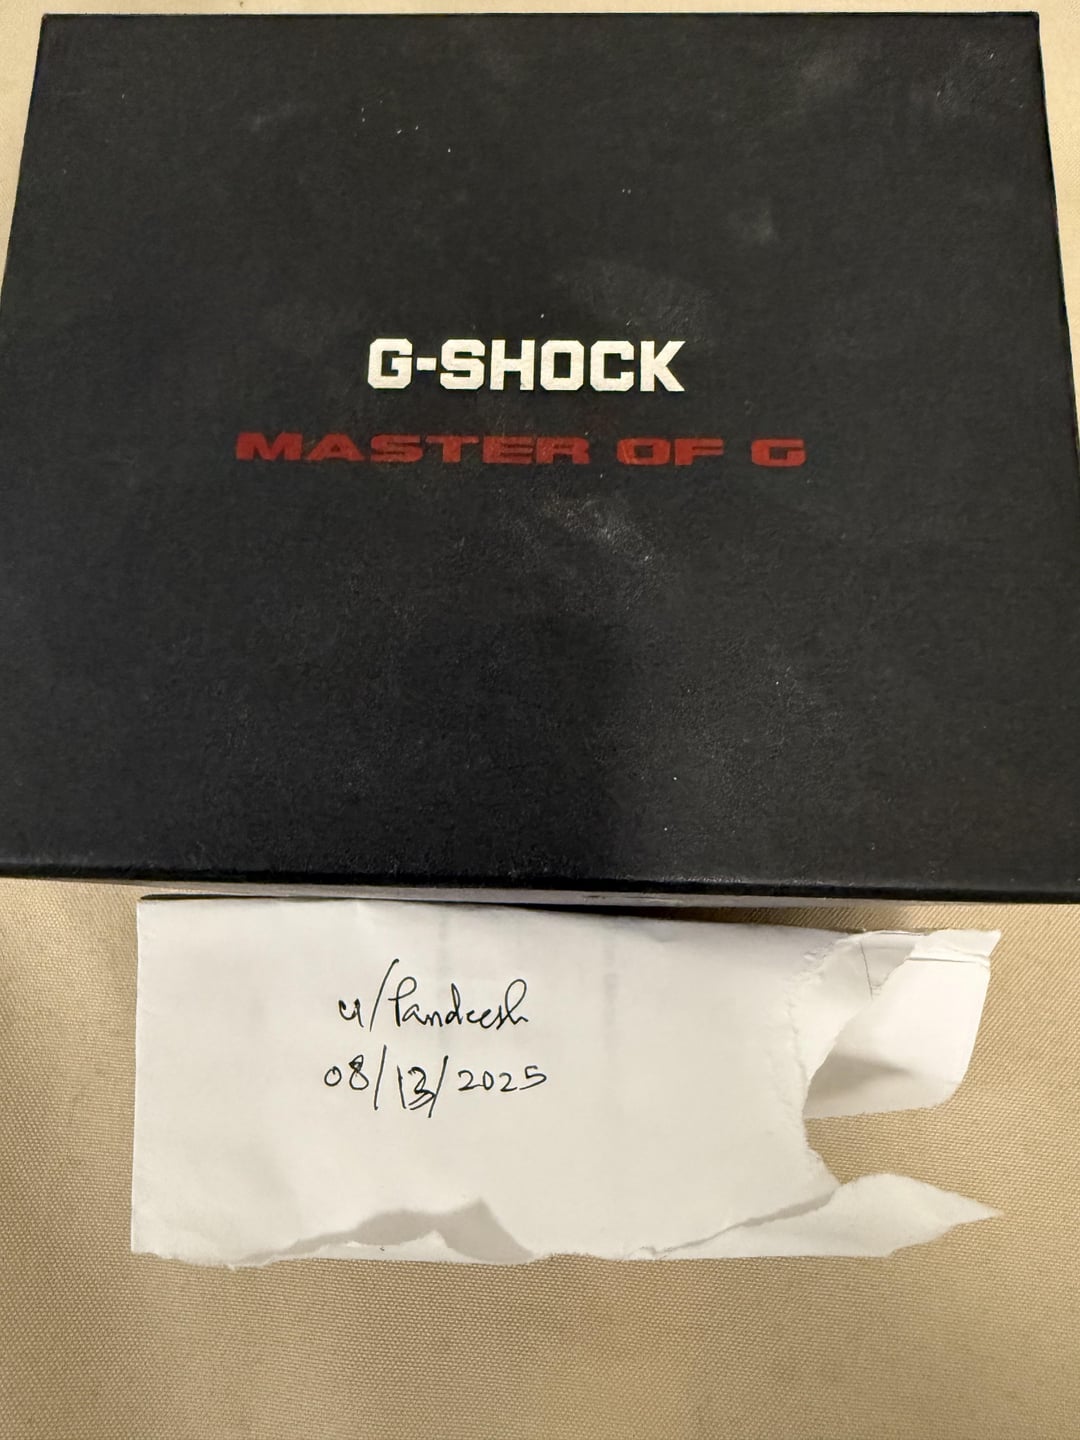 G-SHOCK
MASTER OF G
u/Pandeesh
08/13/2025